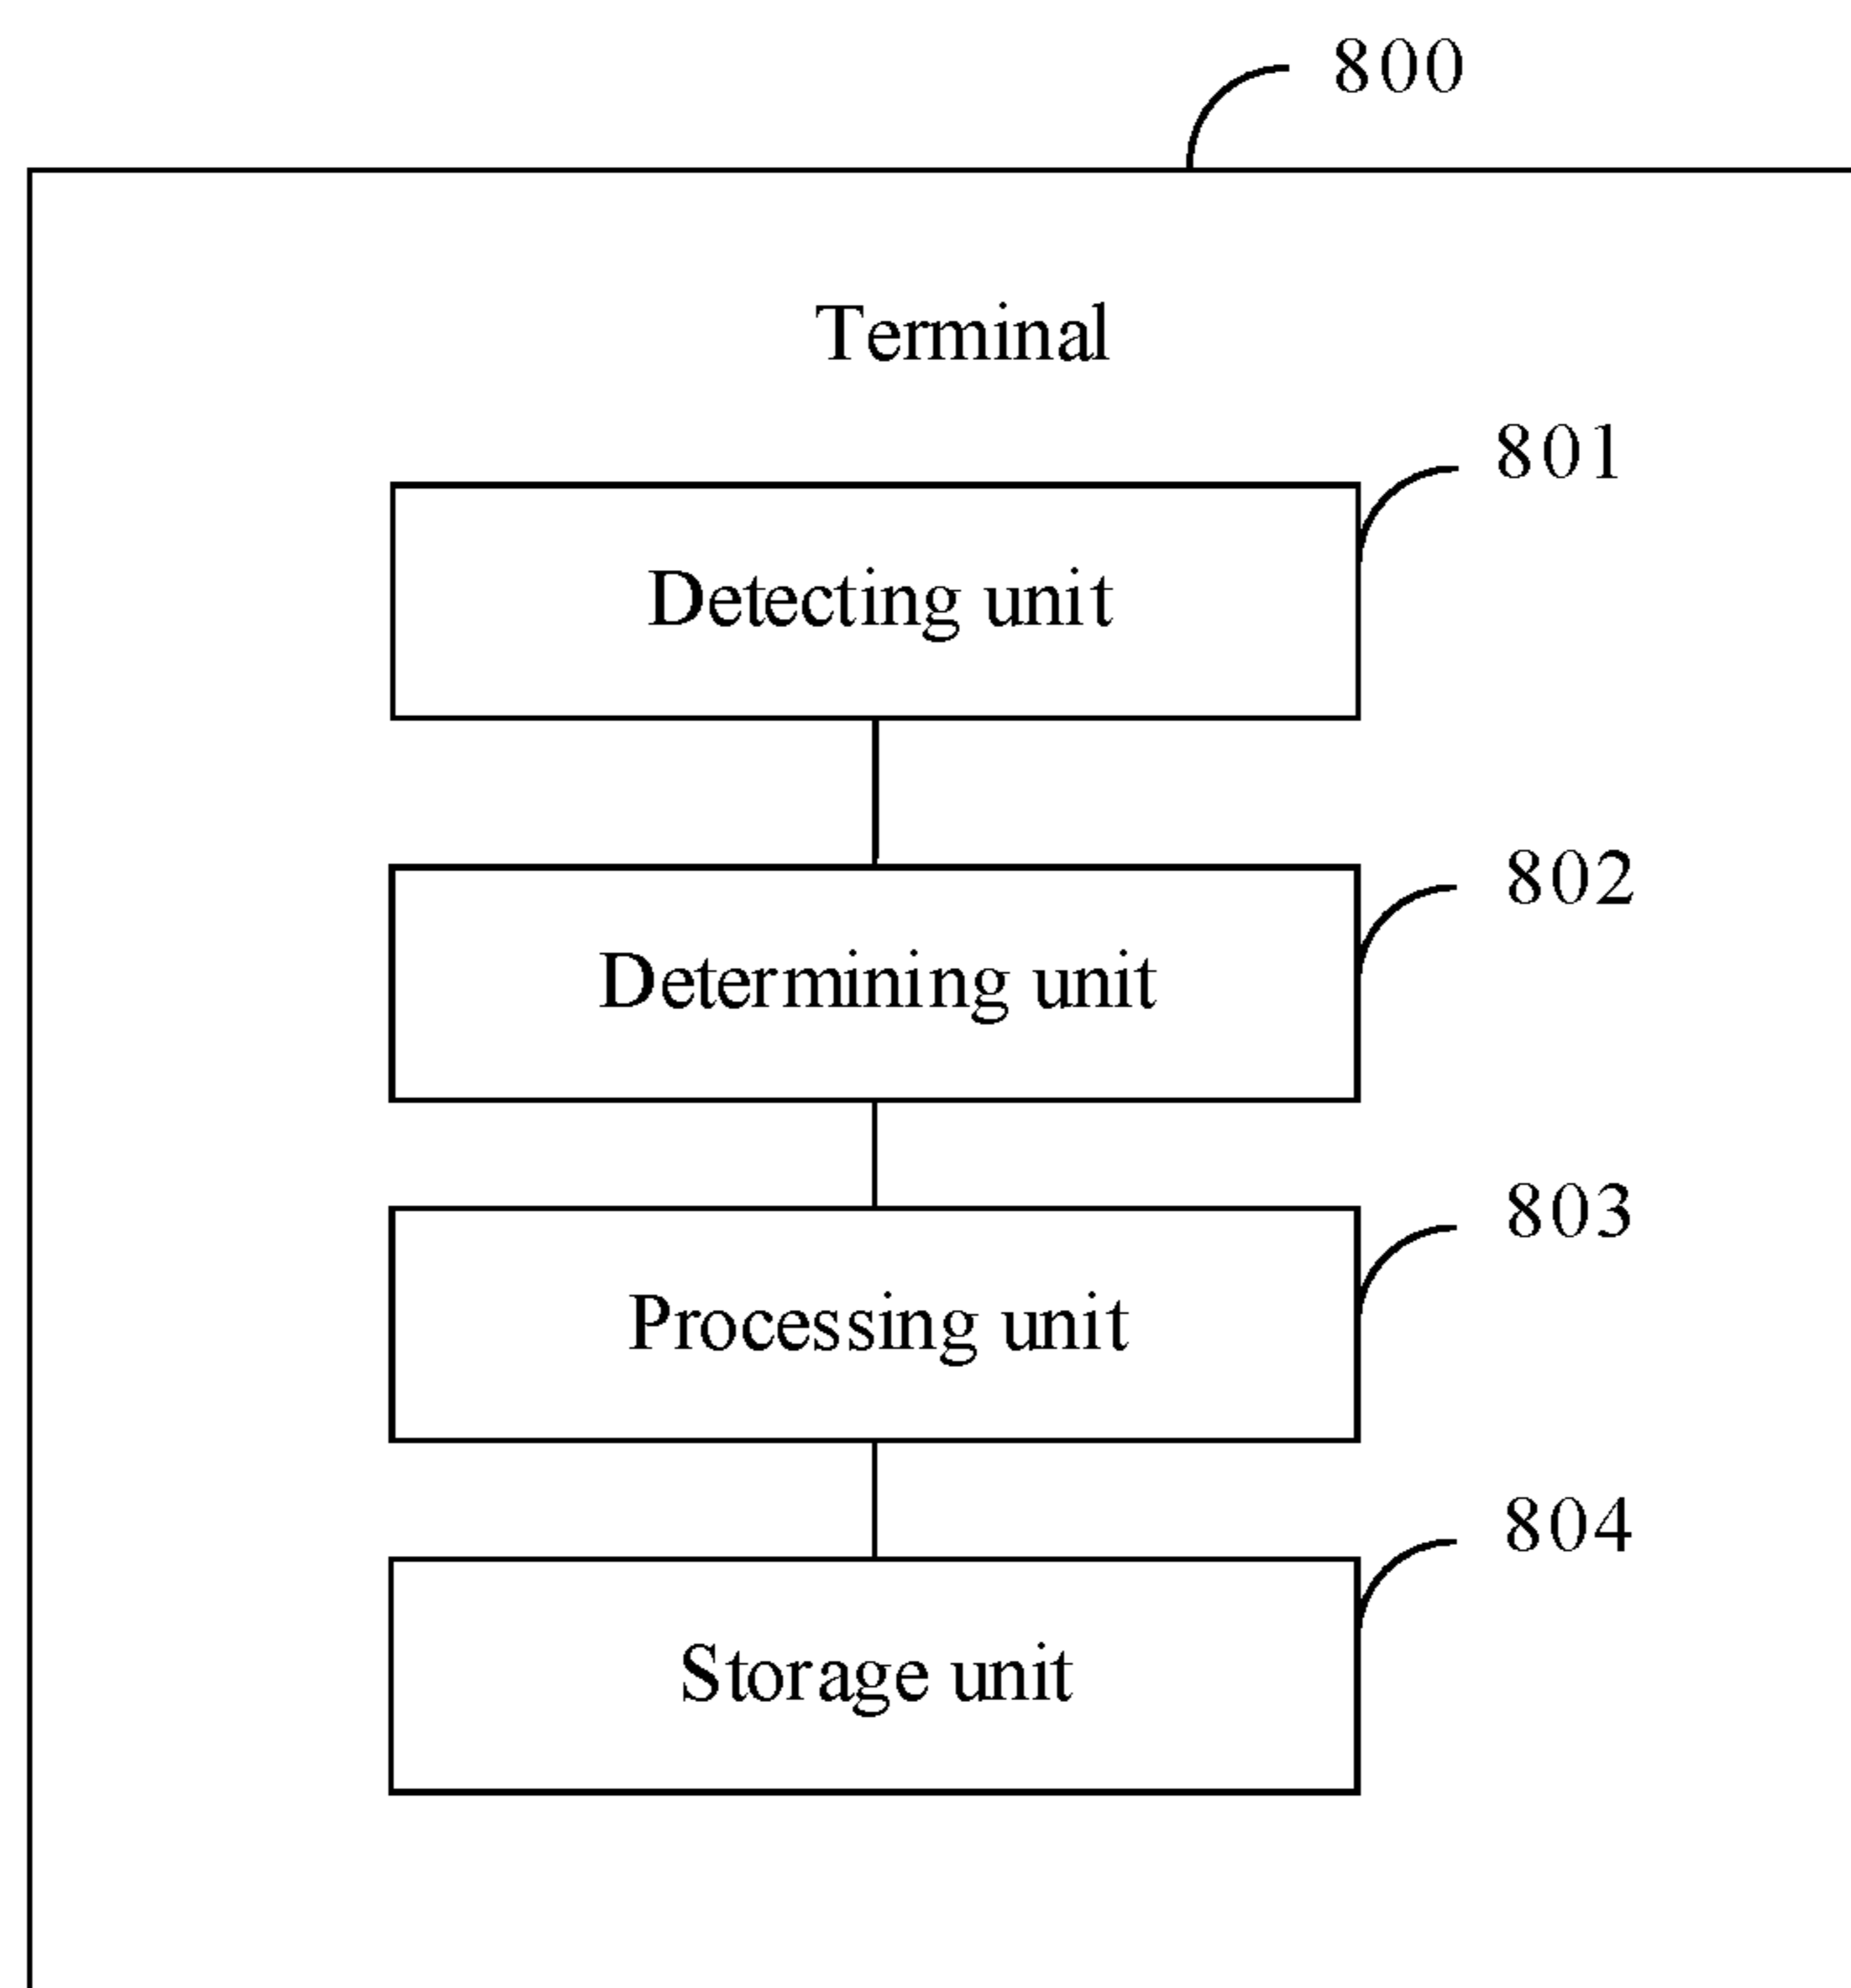 800
Terminal
801
Detecting unit
802
Determining unit
803
Processing unit
804
Storage unit